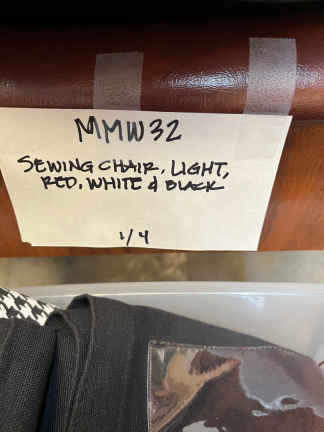 MMW32
SEWING CHAIR, LIGHT,
RED, WHITE & BLACK
1/4